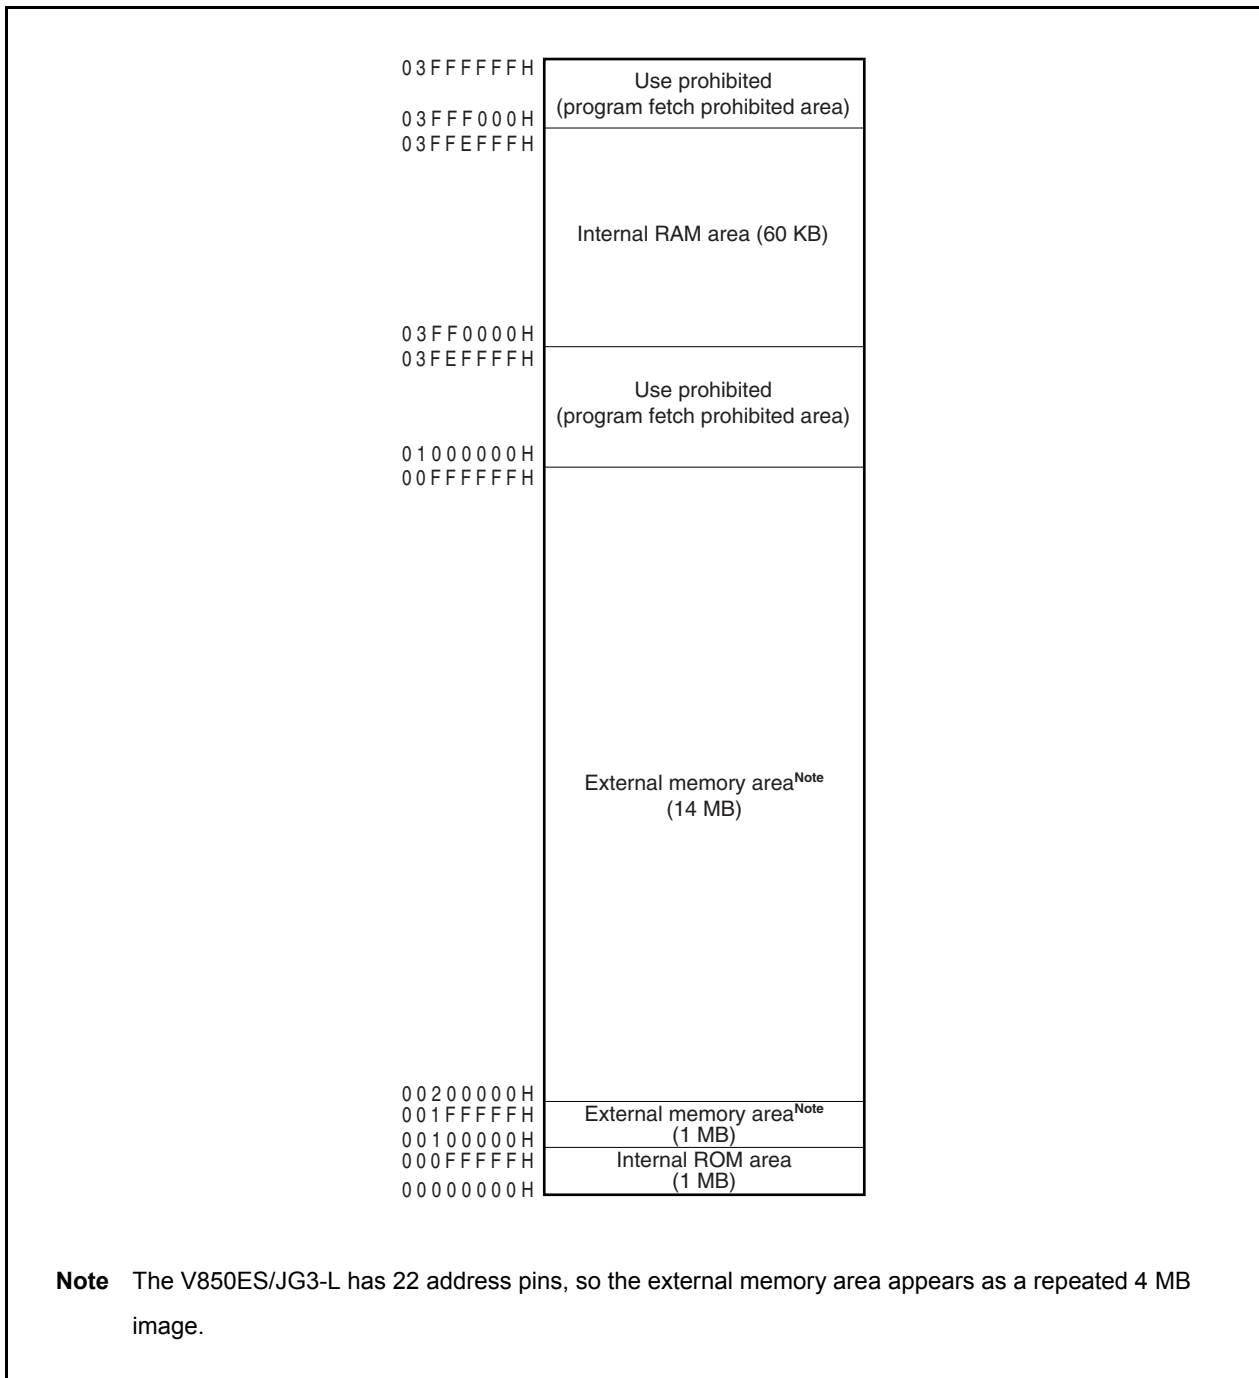 03FFFFFFH
Use prohibited
(program fetch prohibited area)
03FFF000H
03FFEFFFH
Internal RAM area (60 KB)
03FF0000H
03FEFFFFH
Use prohibited
(program fetch prohibited area)
01000000H
00FFFFFFH
External memory areaNote
(14 MB)
00200000H
001FFFFFH
External memory areaNote
(1 MB)
00100000H
000FFFFFH
Internal ROM area
(1 MB)
00000000H
Note The V850ES/JG3-L has 22 address pins, so the external memory area appears as a repeated 4 MB
image.